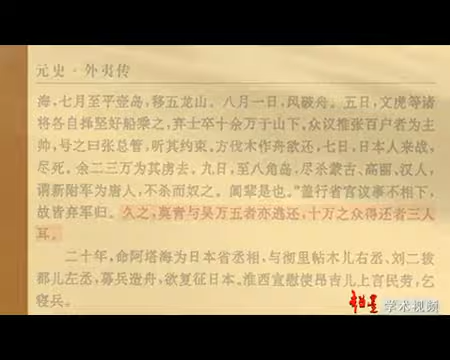 元史·外夷传
海，七月至平壶岛，移五龙山。八月一日，风破舟。五日，文虎等诸
将各自择坚好船乘之，弃士卒十余万于山下，众议推张百户者为主
帅，号之曰张总管，听其约束，方伐木作舟欲还，七日，日本人来战，
尽死。余二三万为其虏去。九日，至八角岛，尽杀蒙古、高丽、汉人，
谓新附军为唐人，不杀而奴之。阊辈是也。”盖行省官议事不相下，
故皆弃军归。久之，莫青与吴万五者亦逃还，十万之众得还者三人
耳。
二十年，命阿塔海为日本省丞相，与彻里帖木儿右丞、刘二拔
都儿左丞，募兵造舟，欲复征日本。淮西宣慰使昂吉儿上言民劳，乞
寝兵。
学术视频